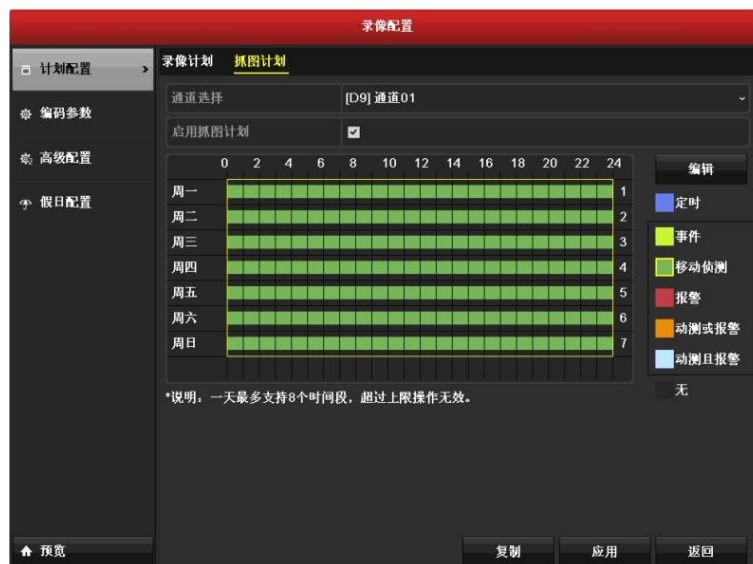 录像配置
计划配置 >
编码参数
高级配置
假日配置
预览
录像计划 抓图计划
通道选择 [D9] 通道01
启用抓图计划
0 2 4 6 8 10 12 14 16 18 20 22 24
周一 1
周二 2
周三 3
周四 4
周五 5
周六 6
周日 7
编辑
定时
事件
移动侦测
报警
动测或报警
动测且报警
无
*说明：一天最多支持8个时间段，超过上限操作无效。
复制 应用 返回